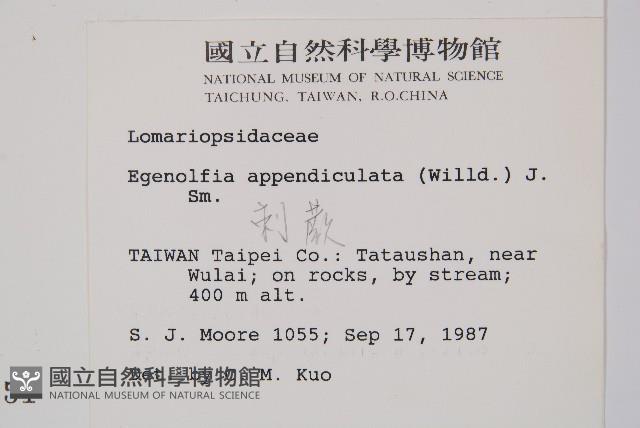 國立自然科學博物館
NATIONAL MUSEUM OF NATURAL SCIENCE
TAICHUNG, TAIWAN, R.O.CHINA
Lomariopsidaceae
Egenolfia appendiculata (Willd.) J.
Sm.
刺蕨
TAIWAN Taipei Co.: Tataushan, near
Wulai; on rocks, by stream;
400 m alt.
S. J. Moore 1055; Sep 17, 1987
M. Kuo
國立自然科學博物館
NATIONAL MUSEUM OF NATURAL SCIENCE